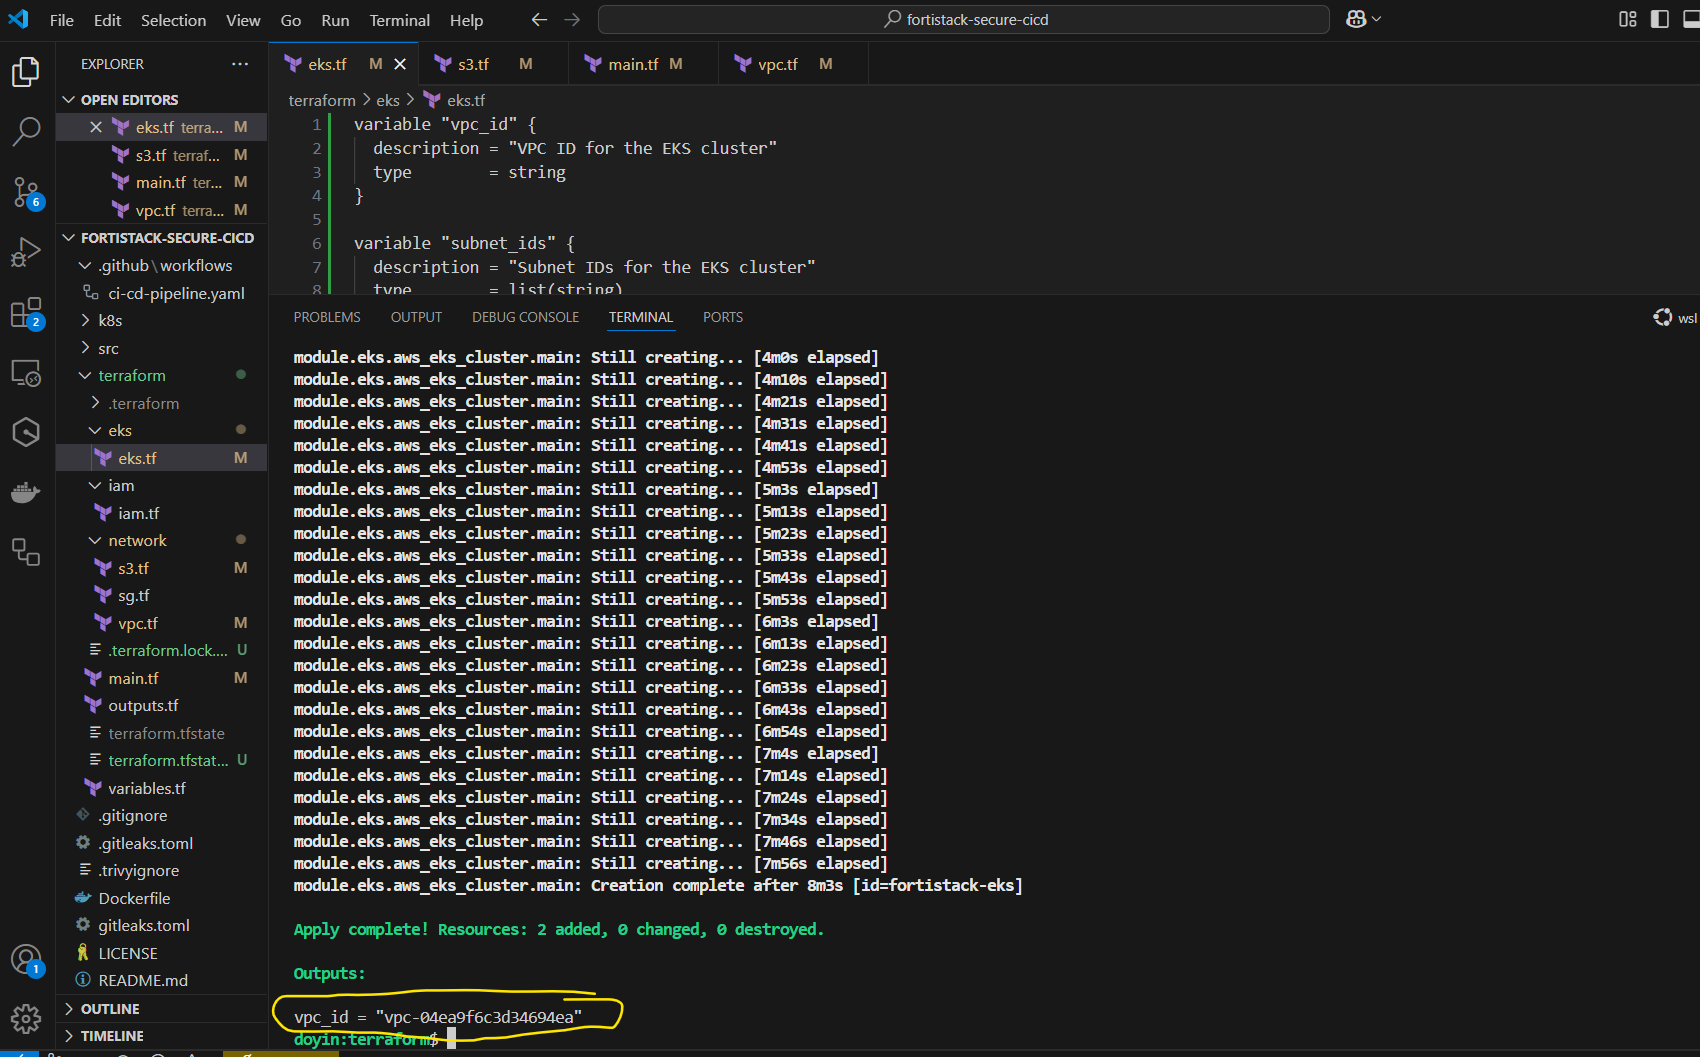 File Edit Selection View Go Run Terminal Help
fortistack-secure-cicd
EXPLORER
OPEN EDITORS
eks.tf terra... M
s3.tf terraf... M
main.tf ter... M
vpc.tf terra... M
FORTISTACK-SECURE-CICD
.github\workflows
ci-cd-pipeline.yaml
k8s
src
terraform
.terraform
eks
eks.tf M
iam
iam.tf
network
s3.tf M
sg.tf
vpc.tf M
.terraform.lock.... U
main.tf M
outputs.tf
terraform.tfstate
terraform.tfstat... U
variables.tf
.gitignore
.gitleaks.toml
.trivyignore
Dockerfile
gitleaks.toml
LICENSE
README.md
OUTLINE
TIMELINE
6
2
1
eks.tf M s3.tf M main.tf M vpc.tf M
terraform > eks > eks.tf
1 variable "vpc_id" {
2 description = "VPC ID for the EKS cluster"
3 type = string
4 }
5
6 variable "subnet_ids" {
7 description = "Subnet IDs for the EKS cluster"
8 type = list(string)
PROBLEMS OUTPUT DEBUG CONSOLE TERMINAL PORTS
wsl
module.eks.aws_eks_cluster.main: Still creating... [4m0s elapsed]
module.eks.aws_eks_cluster.main: Still creating... [4m10s elapsed]
module.eks.aws_eks_cluster.main: Still creating... [4m21s elapsed]
module.eks.aws_eks_cluster.main: Still creating... [4m31s elapsed]
module.eks.aws_eks_cluster.main: Still creating... [4m41s elapsed]
module.eks.aws_eks_cluster.main: Still creating... [4m53s elapsed]
module.eks.aws_eks_cluster.main: Still creating... [5m3s elapsed]
module.eks.aws_eks_cluster.main: Still creating... [5m13s elapsed]
module.eks.aws_eks_cluster.main: Still creating... [5m23s elapsed]
module.eks.aws_eks_cluster.main: Still creating... [5m33s elapsed]
module.eks.aws_eks_cluster.main: Still creating... [5m43s elapsed]
module.eks.aws_eks_cluster.main: Still creating... [5m53s elapsed]
module.eks.aws_eks_cluster.main: Still creating... [6m3s elapsed]
module.eks.aws_eks_cluster.main: Still creating... [6m13s elapsed]
module.eks.aws_eks_cluster.main: Still creating... [6m23s elapsed]
module.eks.aws_eks_cluster.main: Still creating... [6m33s elapsed]
module.eks.aws_eks_cluster.main: Still creating... [6m43s elapsed]
module.eks.aws_eks_cluster.main: Still creating... [6m54s elapsed]
module.eks.aws_eks_cluster.main: Still creating... [7m4s elapsed]
module.eks.aws_eks_cluster.main: Still creating... [7m14s elapsed]
module.eks.aws_eks_cluster.main: Still creating... [7m24s elapsed]
module.eks.aws_eks_cluster.main: Still creating... [7m34s elapsed]
module.eks.aws_eks_cluster.main: Still creating... [7m46s elapsed]
module.eks.aws_eks_cluster.main: Still creating... [7m56s elapsed]
module.eks.aws_eks_cluster.main: Creation complete after 8m3s [id=fortistack-eks]
Apply complete! Resources: 2 added, 0 changed, 0 destroyed.
Outputs:
vpc_id = "vpc-04ea9f6c3d34694ea"
doyin:terraform$